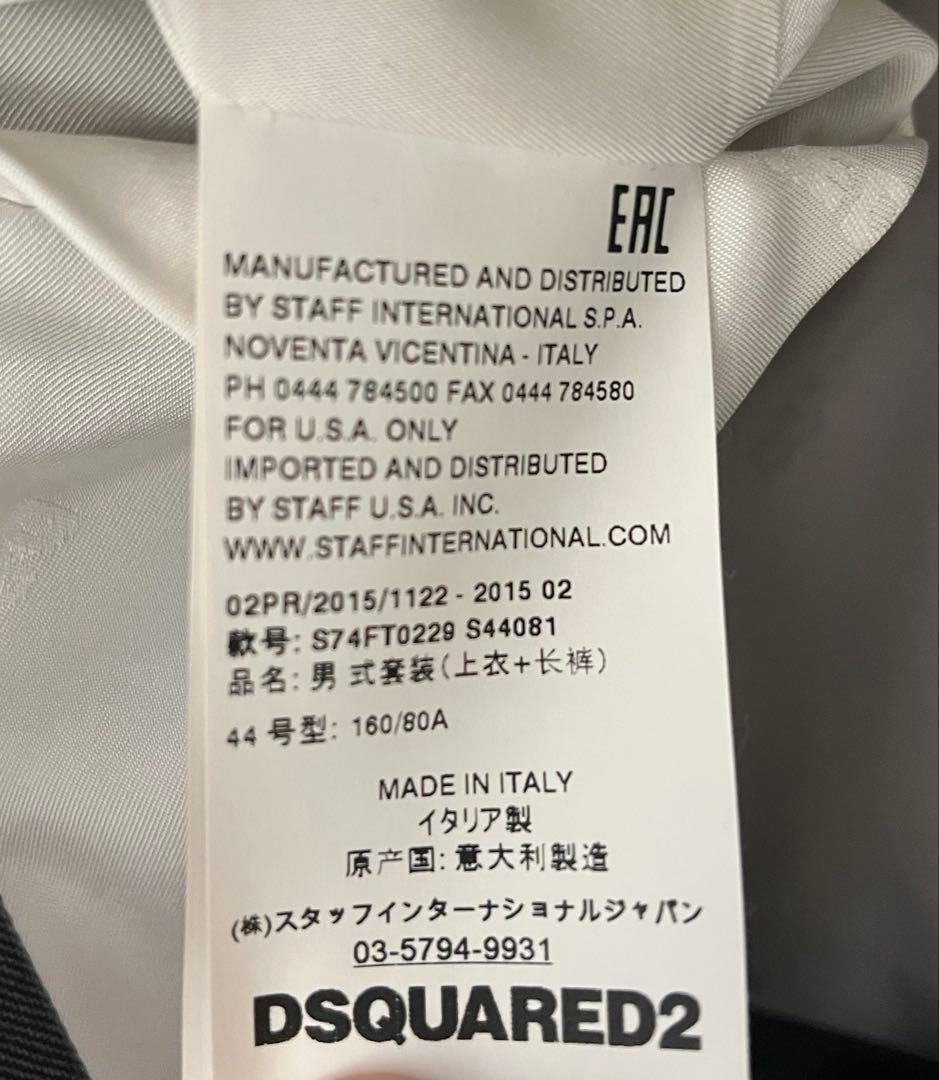 EAC
MANUFACTURED AND DISTRIBUTED
BY STAFF INTERNATIONAL S.P.A.
NOVENTA VICENTINA - ITALY
PH 0444 784500 FAX 0444 784580
FOR U.S.A. ONLY
IMPORTED AND DISTRIBUTED
BY STAFF U.S.A. INC.
WWW.STAFFINTERNATIONAL.COM
02PR/2015/1122 - 2015 02
款号: S74FT0229 S44081
品名: 男 式套装(上衣+长裤)
44 号型: 160/80A
MADE IN ITALY
イタリア製
原产国: 意大利製造
(株)スタッフインターナショナルジャパン
03-5794-9931
DSQUARED2